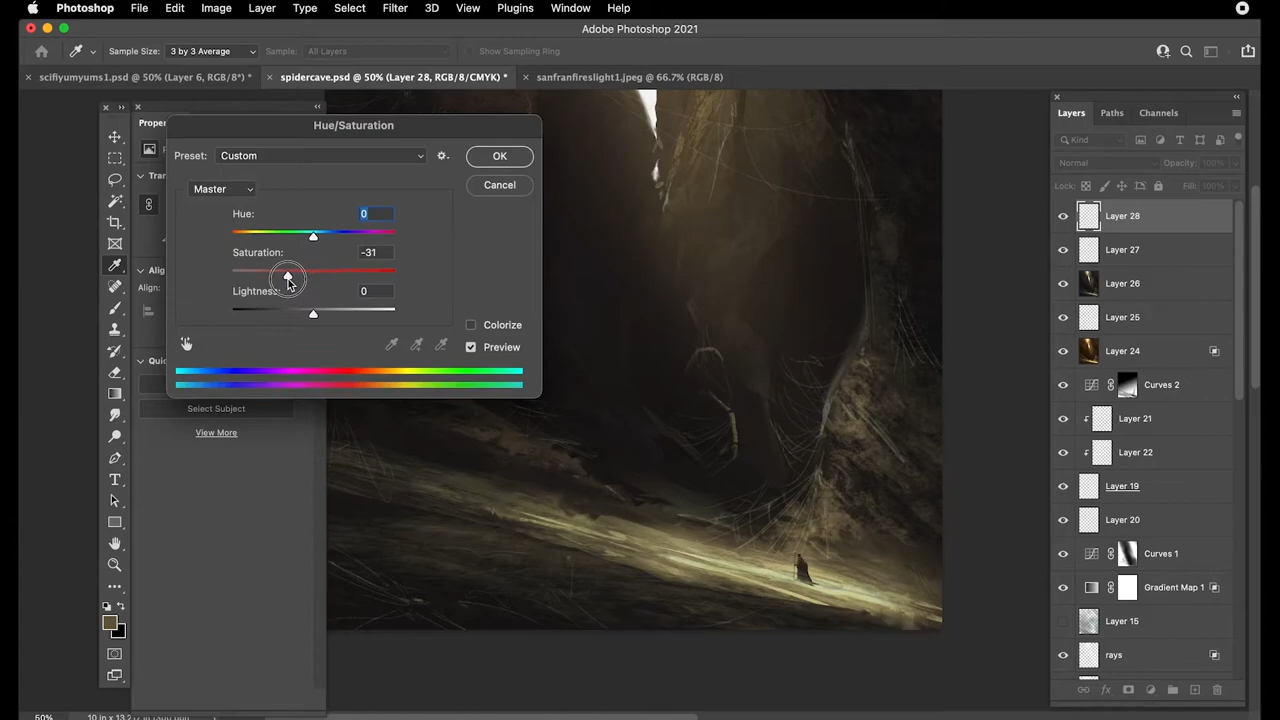 Photoshop File Edit Image Layer Type Select Filter 3D View Plugins Window Help
Adobe Photoshop 2021
Sample Size: 3 by 3 Average Sample: All Layers Show Sampling Ring
scifiyumyums1.psd @ 50% (Layer 6, RGB/8*) * spidercave.psd @ 50% (Layer 28, RGB/8/CMYK) * sanfranfireslight1.jpeg @ 66.7% (RGB/8)
Hue/Saturation
Preset: Custom
OK
Cancel
Master
Hue: 0
Saturation: -31
Lightness: 0
Colorize
Preview
Align:
Select Subject
View More
Layers Paths Channels
Kind
Normal Opacity: 100%
Lock: Fill: 100%
Layer 28
Layer 27
Layer 26
Layer 25
Layer 24
Curves 2
Layer 21
Layer 22
Layer 19
Layer 20
Curves 1
Gradient Map 1
Layer 15
rays
50%